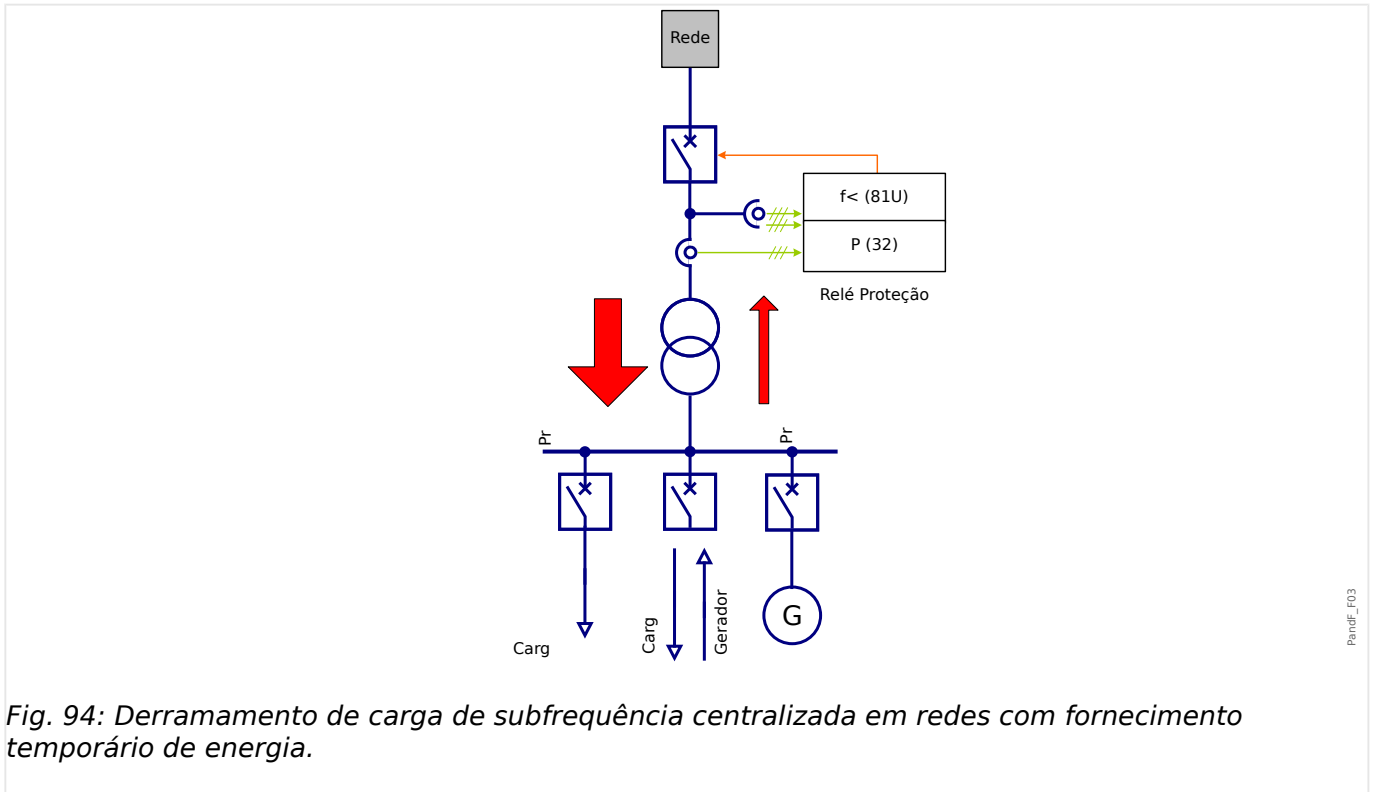 Rede
f< (81U)
P (32)
Relé Proteção
Pr
Pr
Carg
Carg
Gerador
G
PandF_F03
Fig. 94: Derramamento de carga de subfrequência centralizada em redes com fornecimento
temporário de energia.